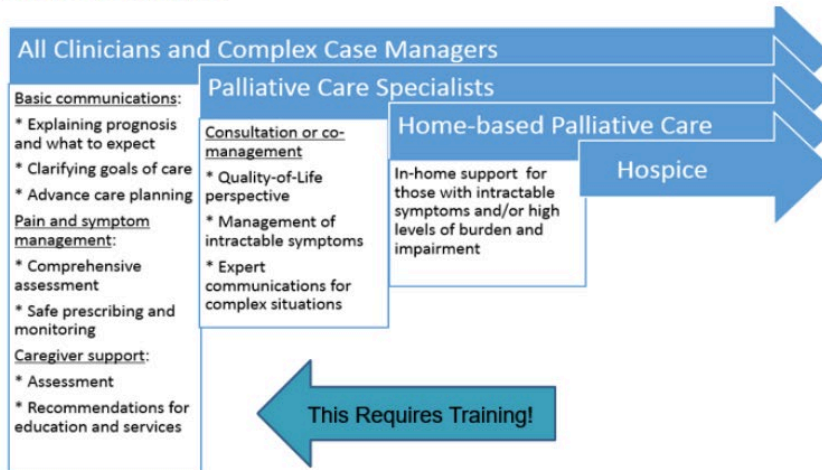 All Clinicians and Complex Case Managers
Palliative Care Specialists
Home-based Palliative Care
Hospice
Basic communications:
* Explaining prognosis
and what to expect
* Clarifying goals of care
* Advance care planning
Pain and symptom
management:
* Comprehensive
assessment
* Safe prescribing and
monitoring
Caregiver support:
* Assessment
* Recommendations for
education and services
Consultation or co-
management
* Quality-of-Life
perspective
* Management of
intractable symptoms
* Expert
communications for
complex situations
In-home support for
those with intractable
symptoms and/or high
levels of burden and
impairment
This Requires Training!